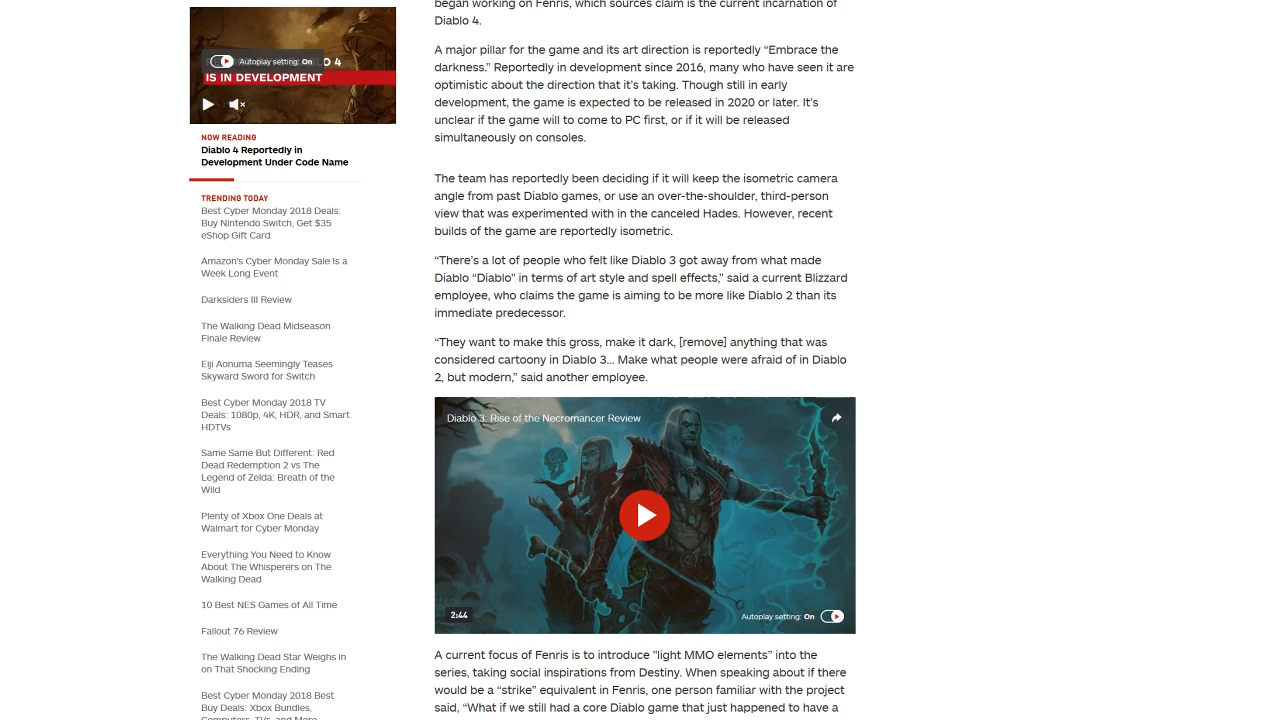 Autoplay setting: On
O 4
IS IN DEVELOPMENT
NOW READING
Diablo 4 Reportedly in
Development Under Code Name
TRENDING TODAY
Best Cyber Monday 2018 Deals:
Buy Nintendo Switch, Get $35
eShop Gift Card
Amazon's Cyber Monday Sale Is a
Week Long Event
Darksiders III Review
The Walking Dead Midseason
Finale Review
Eiji Aonuma Seemingly Teases
Skyward Sword for Switch
Best Cyber Monday 2018 TV
Deals: 1080p, 4K, HDR, and Smart
HDTVs
Same Same But Different: Red
Dead Redemption 2 vs The
Legend of Zelda: Breath of the
Wild
Plenty of Xbox One Deals at
Walmart for Cyber Monday
Everything You Need to Know
About The Whisperers on The
Walking Dead
10 Best NES Games of All Time
Fallout 76 Review
The Walking Dead Star Weighs in
on That Shocking Ending
Best Cyber Monday 2018 Best
Buy Deals: Xbox Bundles,
Computers, TVs, and More
began working on Fenris, which sources claim is the current incarnation of
Diablo 4.
A major pillar for the game and its art direction is reportedly “Embrace the
darkness.” Reportedly in development since 2016, many who have seen it are
optimistic about the direction that it’s taking. Though still in early
development, the game is expected to be released in 2020 or later. It’s
unclear if the game will to come to PC first, or if it will be released
simultaneously on consoles.
The team has reportedly been deciding if it will keep the isometric camera
angle from past Diablo games, or use an over-the-shoulder, third-person
view that was experimented with in the canceled Hades. However, recent
builds of the game are reportedly isometric.
“There’s a lot of people who felt like Diablo 3 got away from what made
Diablo “Diablo” in terms of art style and spell effects,” said a current Blizzard
employee, who claims the game is aiming to be more like Diablo 2 than its
immediate predecessor.
“They want to make this gross, make it dark, [remove] anything that was
considered cartoony in Diablo 3... Make what people were afraid of in Diablo
2, but modern,” said another employee.
Diablo 3: Rise of the Necromancer Review
2:44
Autoplay setting: On
A current focus of Fenris is to introduce "light MMO elements” into the
series, taking social inspirations from Destiny. When speaking about if there
would be a “strike” equivalent in Fenris, one person familiar with the project
said, “What if we still had a core Diablo game that just happened to have a